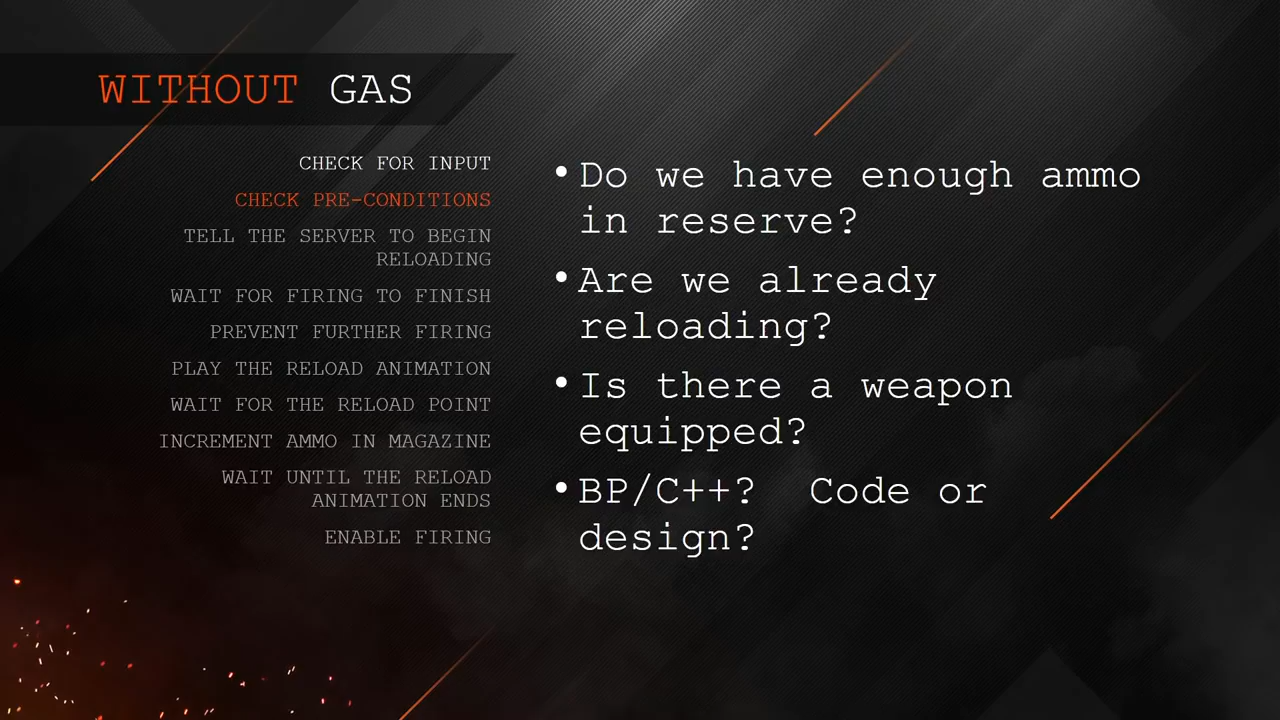 WITHOUT GAS
CHECK FOR INPUT
CHECK PRE-CONDITIONS
TELL THE SERVER TO BEGIN
RELOADING
WAIT FOR FIRING TO FINISH
PREVENT FURTHER FIRING
PLAY THE RELOAD ANIMATION
WAIT FOR THE RELOAD POINT
INCREMENT AMMO IN MAGAZINE
WAIT UNTIL THE RELOAD
ANIMATION ENDS
ENABLE FIRING
• Do we have enough ammo
in reserve?
• Are we already
reloading?
• Is there a weapon
equipped?
• BP/C++?  Code or
design?